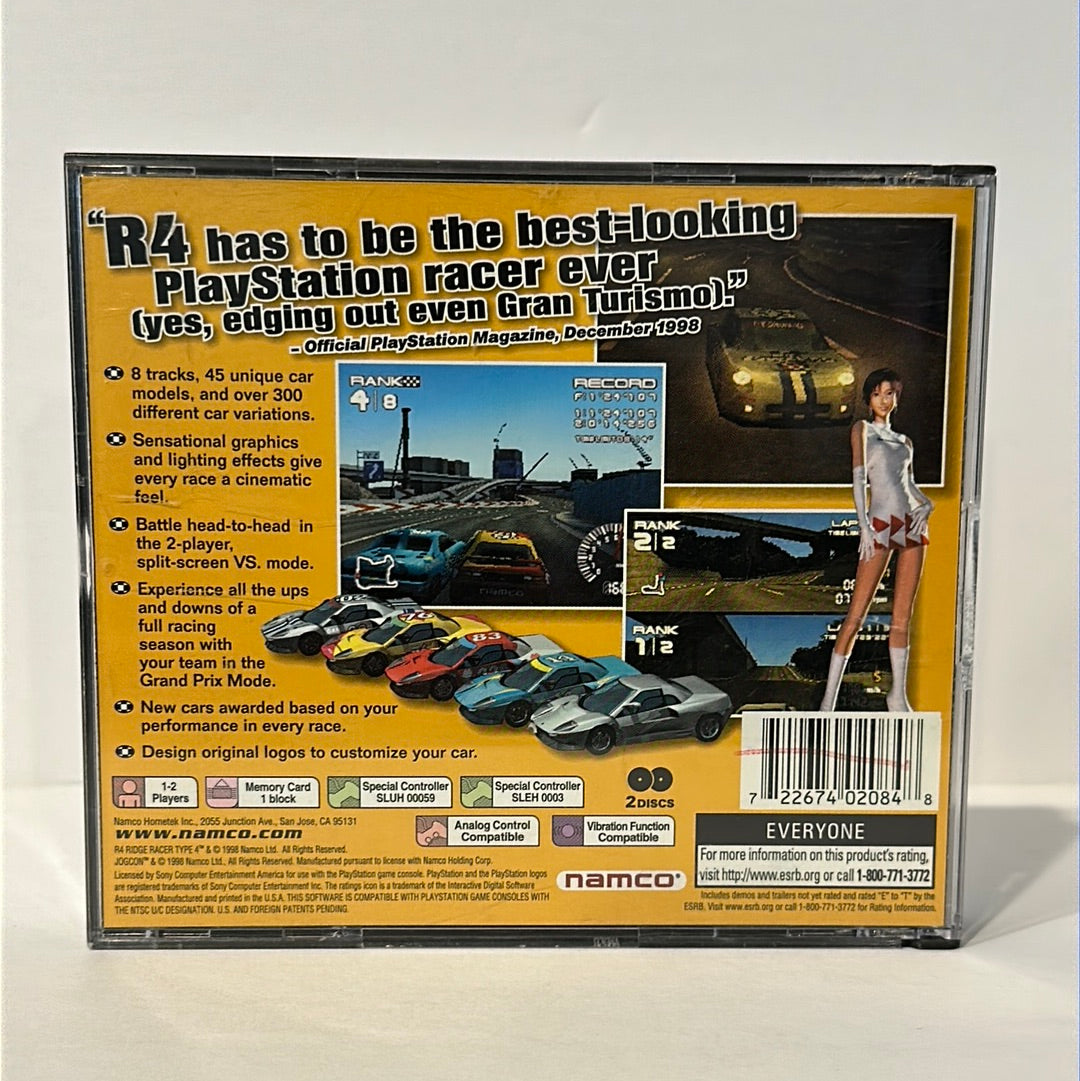 “R4 has to be the best-looking
PlayStation racer ever
(yes, edging out even Gran Turismo).”
– Official PlayStation Magazine, December 1998
8 tracks, 45 unique car
models, and over 300
different car variations.
Sensational graphics
and lighting effects give
every race a cinematic
feel.
Battle head-to-head in
the 2-player,
split-screen VS. mode.
Experience all the ups
and downs of a
full racing
season with
your team in the
Grand Prix Mode.
New cars awarded based on your
performance in every race.
Design original logos to customize your car.
RANK
4|8
RECORD
namco
RANK
2|2
RANK
1|2
76
83
1-2
Players
Memory Card
1 block
Special Controller
SLUH 00059
Special Controller
SLEH 0003
2 DISCS
Analog Control
Compatible
Vibration Function
Compatible
7 22674 02084 8
Namco Hometek Inc., 2055 Junction Ave., San Jose, CA 95131
www.namco.com
R4 RIDGE RACER TYPE 4™ & © 1998 Namco Ltd. All Rights Reserved.
JOGCON™ & © 1998 Namco Ltd., All Rights Reserved. Manufactured pursuant to license with Namco Holding Corp.
Licensed by Sony Computer Entertainment America for use with the PlayStation game console. PlayStation and the PlayStation logos
are registered trademarks of Sony Computer Entertainment Inc. The ratings icon is a trademark of the Interactive Digital Software
Association. Manufactured and printed in the U.S.A. THIS SOFTWARE IS COMPATIBLE WITH PLAYSTATION GAME CONSOLES WITH
THE NTSC U/C DESIGNATION. U.S. AND FOREIGN PATENTS PENDING.
namco®
EVERYONE
For more information on this product's rating,
visit http://www.esrb.org or call 1-800-771-3772
Includes demos and trailers not yet rated and rated "E" to "T" by the
ESRB. Visit www.esrb.org or call 1-800-771-3772 for Rating Information.